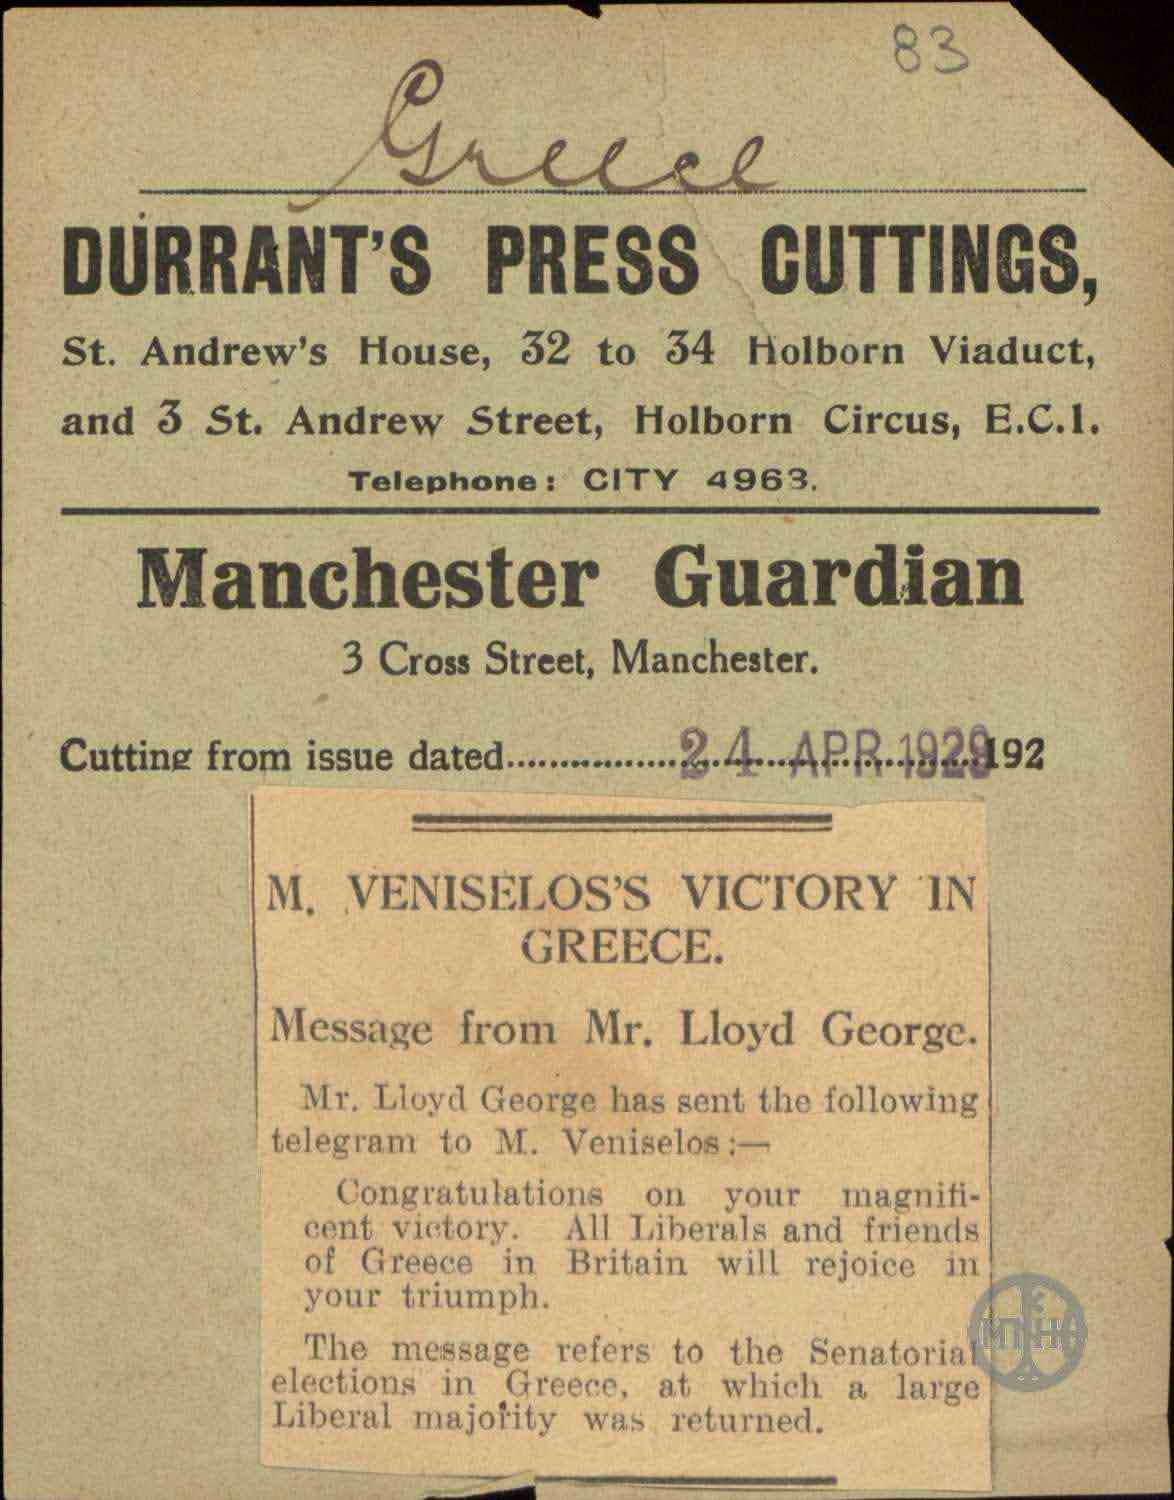 83
Greece
DURRANT'S PRESS CUTTINGS,
St. Andrew's House, 32 to 34 Holborn Viaduct,
and 3 St. Andrew Street, Holborn Circus, E.C.1.
Telephone: CITY 4963.
Manchester Guardian
3 Cross Street, Manchester.
Cutting from issue dated 24 APR 1929 192
M. VENISELOS'S VICTORY IN
GREECE.
Message from Mr. Lloyd George.
Mr. Lloyd George has sent the following
telegram to M. Veniselos:—
Congratulations on your magnifi-
cent victory. All Liberals and friends
of Greece in Britain will rejoice in
your triumph.
The message refers to the Senatorial
elections in Greece, at which a large
Liberal majority was returned.